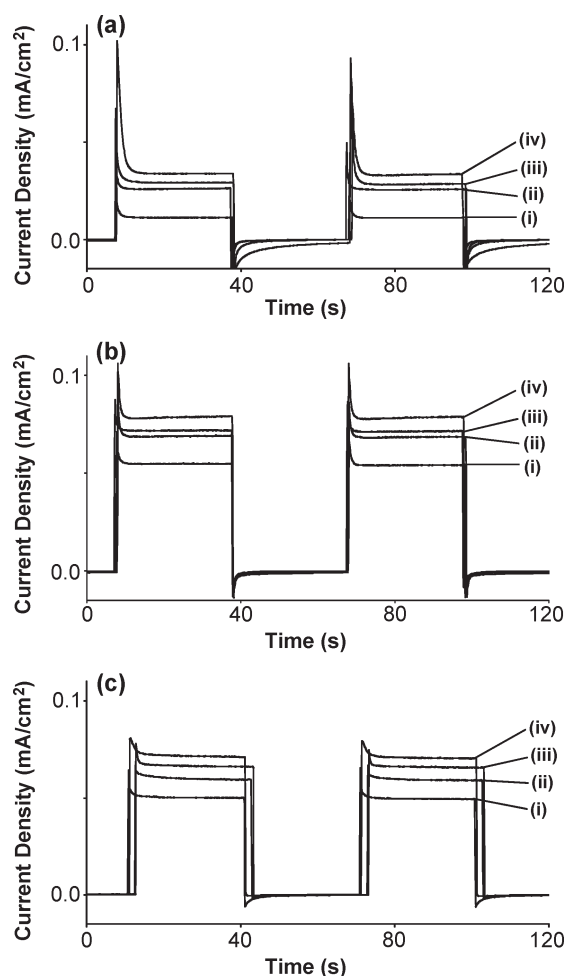 (a)
Current Density (mA/cm²)
0.1
0.0
(iv)
(iii)
(ii)
(i)
0 40 80 120
Time (s)
(b)
Current Density (mA/cm²)
0.1
0.0
(iv)
(iii)
(ii)
(i)
0 40 80 120
Time (s)
(c)
Current Density (mA/cm²)
0.1
0.0
(iv)
(iii)
(ii)
(i)
0 40 80 120
Time (s)